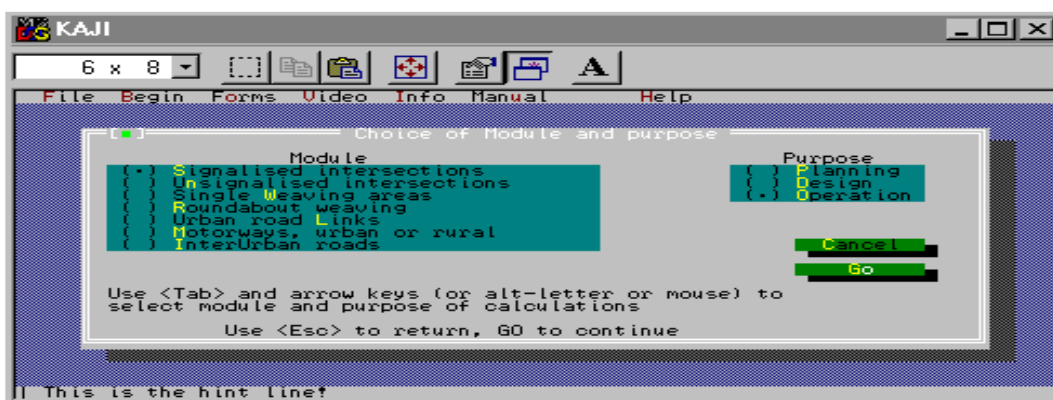 KAJI
6 x 8 A
File Begin Forms Video Info Manual Help
Choice of Module and purpose
Module Purpose
(·) Signalised intersections ( ) Planning
( ) Unsignalised intersections ( ) Design
( ) Single Weaving areas (·) Operation
( ) Roundabout weaving
( ) Urban road Links
( ) Motorways, urban or rural
( ) InterUrban roads
Cancel
Go
Use <Tab> and arrow keys (or alt-letter or mouse) to
select module and purpose of calculations
Use <Esc> to return, GO to continue
This is the hint line!